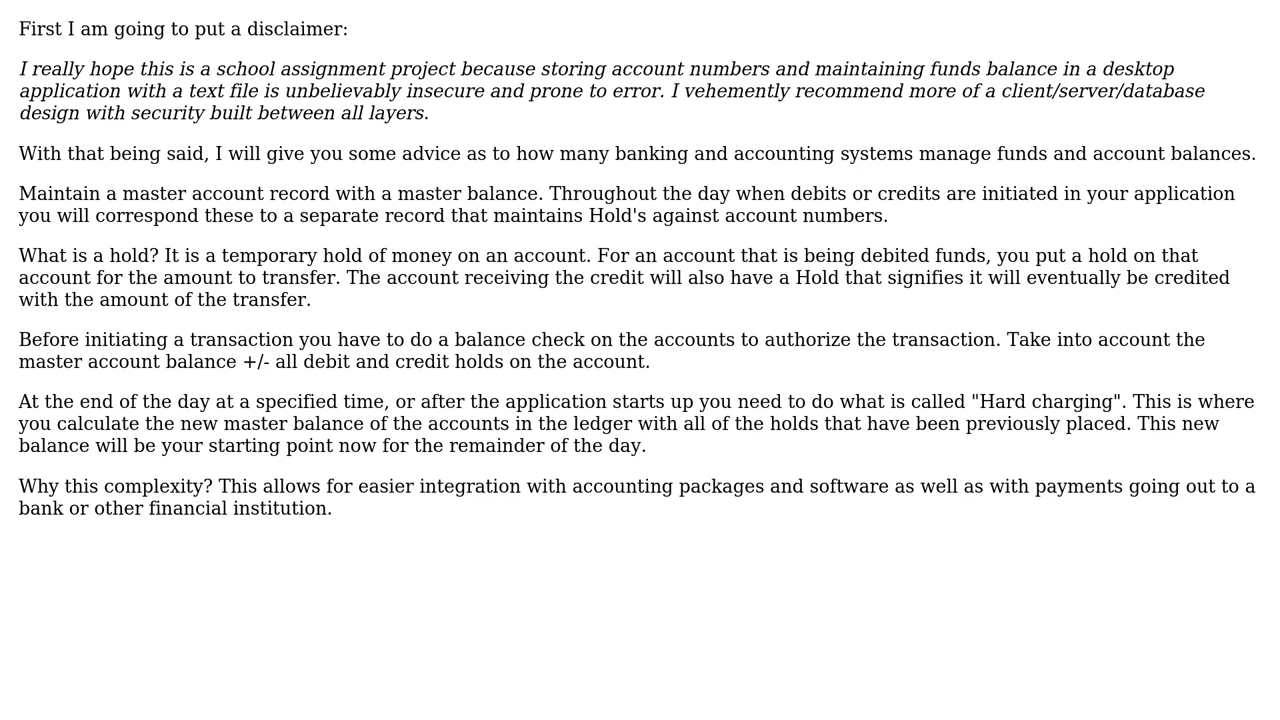 First I am going to put a disclaimer:
I really hope this is a school assignment project because storing account numbers and maintaining funds balance in a desktop
application with a text file is unbelievably insecure and prone to error. I vehemently recommend more of a client/server/database
design with security built between all layers.
With that being said, I will give you some advice as to how many banking and accounting systems manage funds and account balances.
Maintain a master account record with a master balance. Throughout the day when debits or credits are initiated in your application
you will correspond these to a separate record that maintains Hold's against account numbers.
What is a hold? It is a temporary hold of money on an account. For an account that is being debited funds, you put a hold on that
account for the amount to transfer. The account receiving the credit will also have a Hold that signifies it will eventually be credited
with the amount of the transfer.
Before initiating a transaction you have to do a balance check on the accounts to authorize the transaction. Take into account the
master account balance +/- all debit and credit holds on the account.
At the end of the day at a specified time, or after the application starts up you need to do what is called "Hard charging". This is where
you calculate the new master balance of the accounts in the ledger with all of the holds that have been previously placed. This new
balance will be your starting point now for the remainder of the day.
Why this complexity? This allows for easier integration with accounting packages and software as well as with payments going out to a
bank or other financial institution.